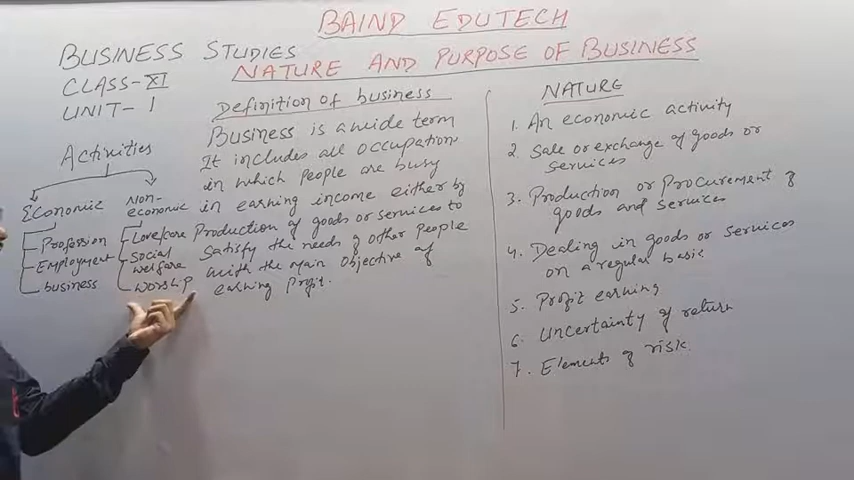 BAIND EDUTECH
BUSINESS STUDIES
CLASS-XI
UNIT-1
NATURE AND PURPOSE OF BUSINESS
Activities
Economic
Profession
Employment
business
Non-
economic
Love/care
Social
welfare
worship
Definition of business
Business is a wide term
It includes all occupation
in which people are busy
in earning income either by
Production of goods or services to
Satisfy the needs of other people
with the main objective of
earning Profit.
NATURE
1. An economic activity
2. Sale or exchange of goods or
services
3. Production or Procurement of
goods and services
4. Dealing in goods or services
on a regular basis
5. Profit earning
6. Uncertainty of return
7. Elements of risk.